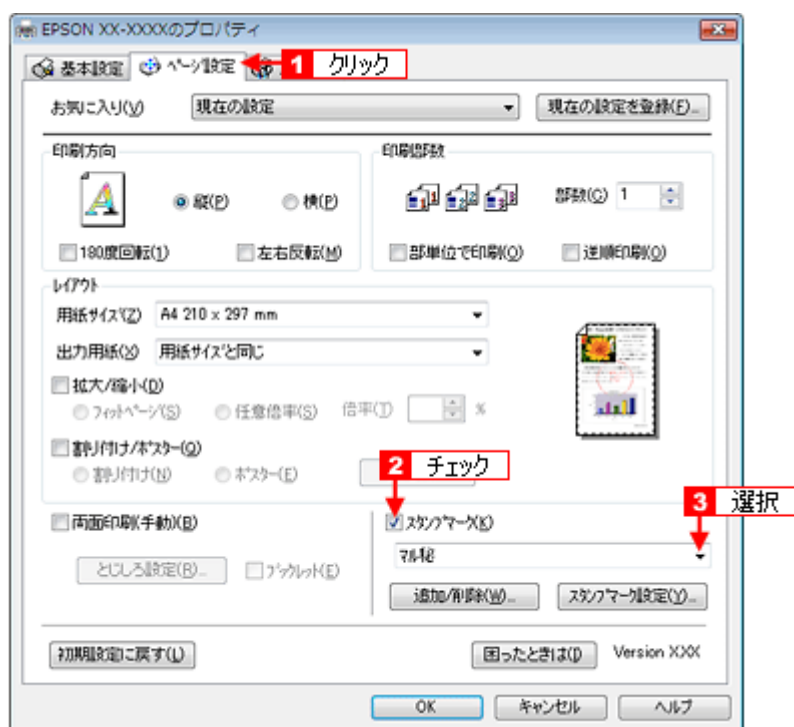 EPSON XX-XXXXのプロパティ
基本設定 ページ設定 1 クリック
お気に入り(V) 現在の設定 現在の設定を登録(F)...
印刷方向 印刷部数
縦(P) 横(P) 部数(C) 1
180度回転(1) 左右反転(M) 部単位で印刷(O) 逆順印刷(O)
レイアウト
用紙サイズ(Z) A4 210 x 297 mm
出力用紙(X) 用紙サイズと同じ
拡大/縮小(D)
フィットページ(S) 任意倍率(S) 倍率(T) %
割り付け/ポスター(Q)
割り付け(N) ポスター(E) 2 チェック
3 選択
両面印刷(手動)(B) スタンプマーク(K)
マル秘
とじしろ設定(R)... ブックレット(E) 追加/削除(W)... スタンプマーク設定(Y)...
初期設定に戻す(L) 困ったときは(I) Version X.XX
OK キャンセル ヘルプ